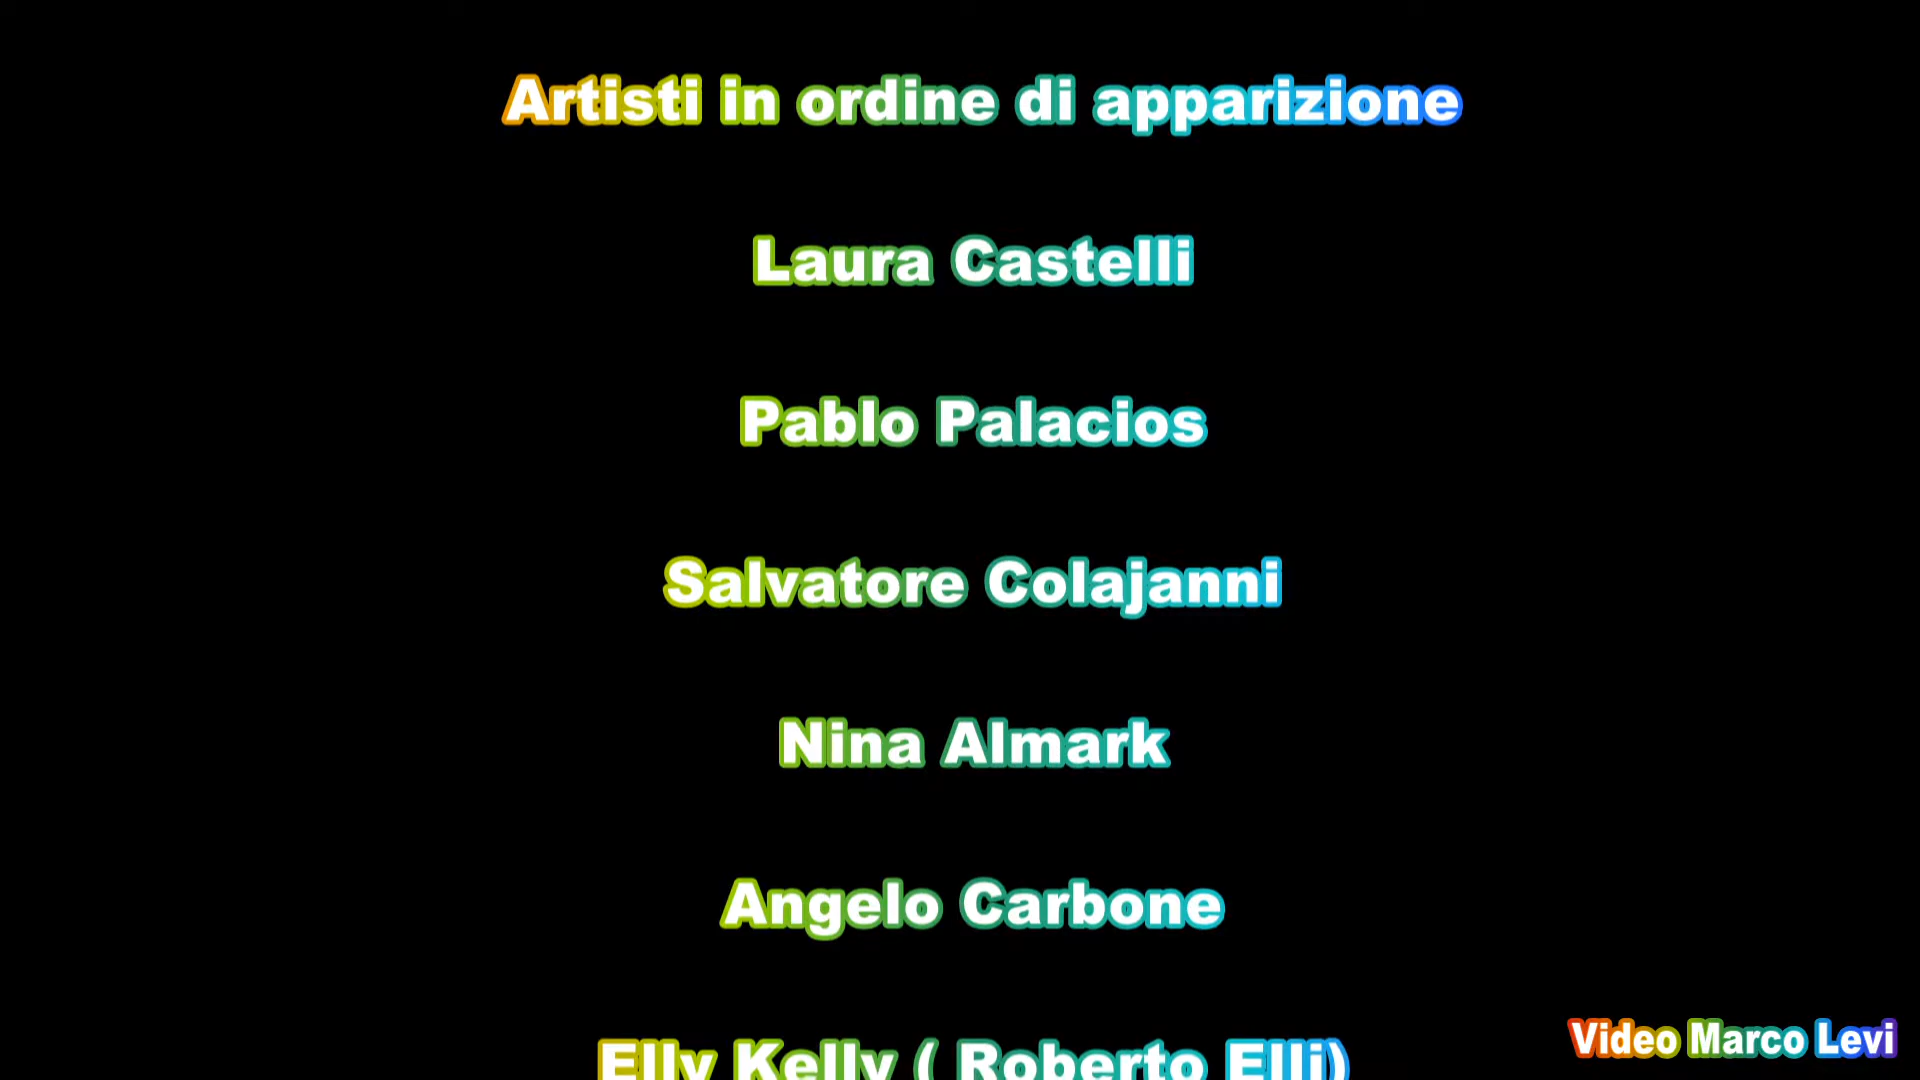 Artisti in ordine di apparizione
Laura Castelli
Pablo Palacios
Salvatore Colajanni
Nina Almark
Angelo Carbone
Elly Kelly ( Roberto Elli)
Video Marco Levi